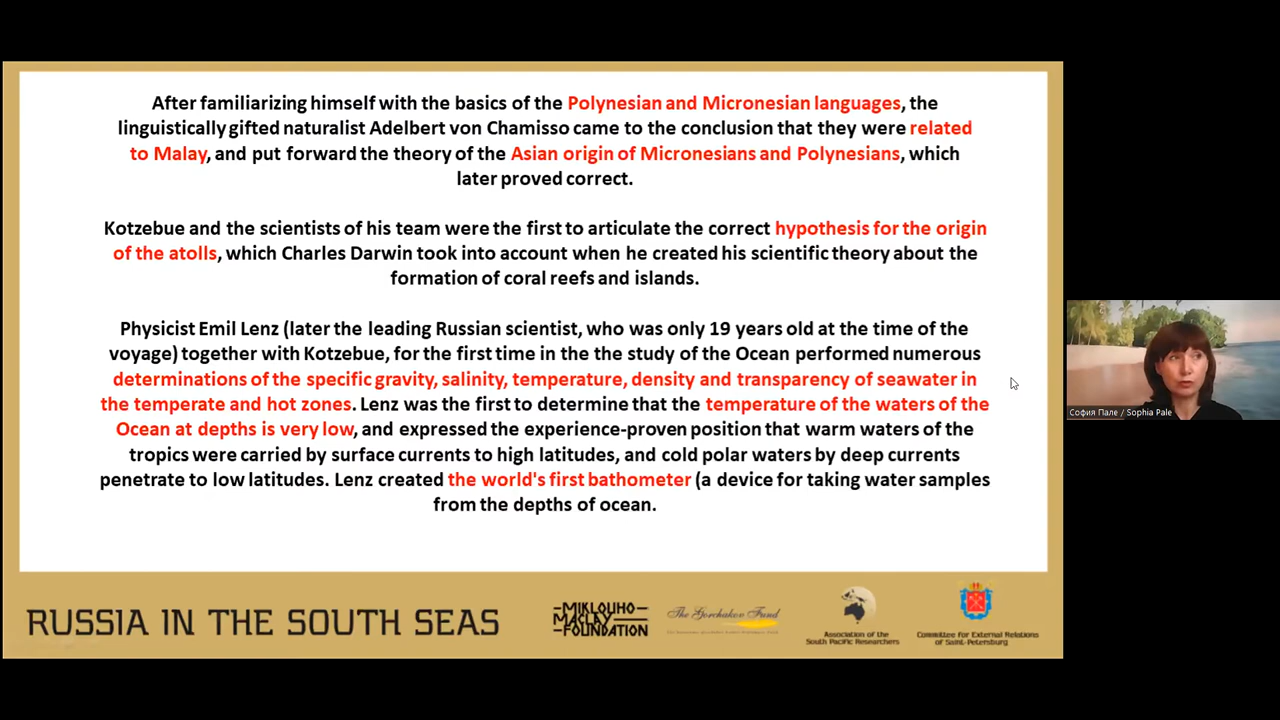 After familiarizing himself with the basics of the Polynesian and Micronesian languages, the
linguistically gifted naturalist Adelbert von Chamisso came to the conclusion that they were related
to Malay, and put forward the theory of the Asian origin of Micronesians and Polynesians, which
later proved correct.
Kotzebue and the scientists of his team were the first to articulate the correct hypothesis for the origin
of the atolls, which Charles Darwin took into account when he created his scientific theory about the
formation of coral reefs and islands.
Physicist Emil Lenz (later the leading Russian scientist, who was only 19 years old at the time of the
voyage) together with Kotzebue, for the first time in the the study of the Ocean performed numerous
determinations of the specific gravity, salinity, temperature, density and transparency of seawater in
the temperate and hot zones. Lenz was the first to determine that the temperature of the waters of the
Ocean at depths is very low, and expressed the experience-proven position that warm waters of the
tropics were carried by surface currents to high latitudes, and cold polar waters by deep currents
penetrate to low latitudes. Lenz created the world's first bathometer (a device for taking water samples
from the depths of ocean.
София Пале / Sophia Pale
RUSSIA IN THE SOUTH SEAS
MIKLOUHO
MACLAY
FOUNDATION
The Gorchakov Fund
Association of the
South Pacific Researchers
Committee for External Relations
of Saint-Petersburg